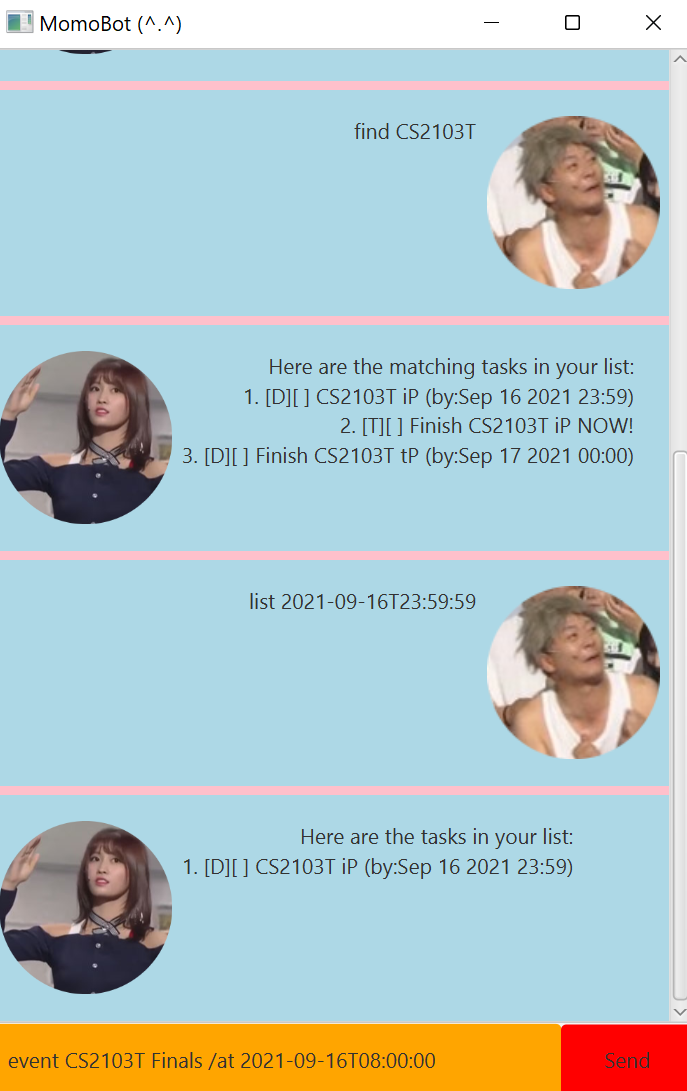 MomoBot (^.^)
find CS2103T
Here are the matching tasks in your list:
1. [D][ ] CS2103T iP (by:Sep 16 2021 23:59)
2. [T][ ] Finish CS2103T iP NOW!
3. [D][ ] Finish CS2103T tP (by:Sep 17 2021 00:00)
list 2021-09-16T23:59:59
Here are the tasks in your list:
1. [D][ ] CS2103T iP (by:Sep 16 2021 23:59)
event CS2103T Finals /at 2021-09-16T08:00:00
Send